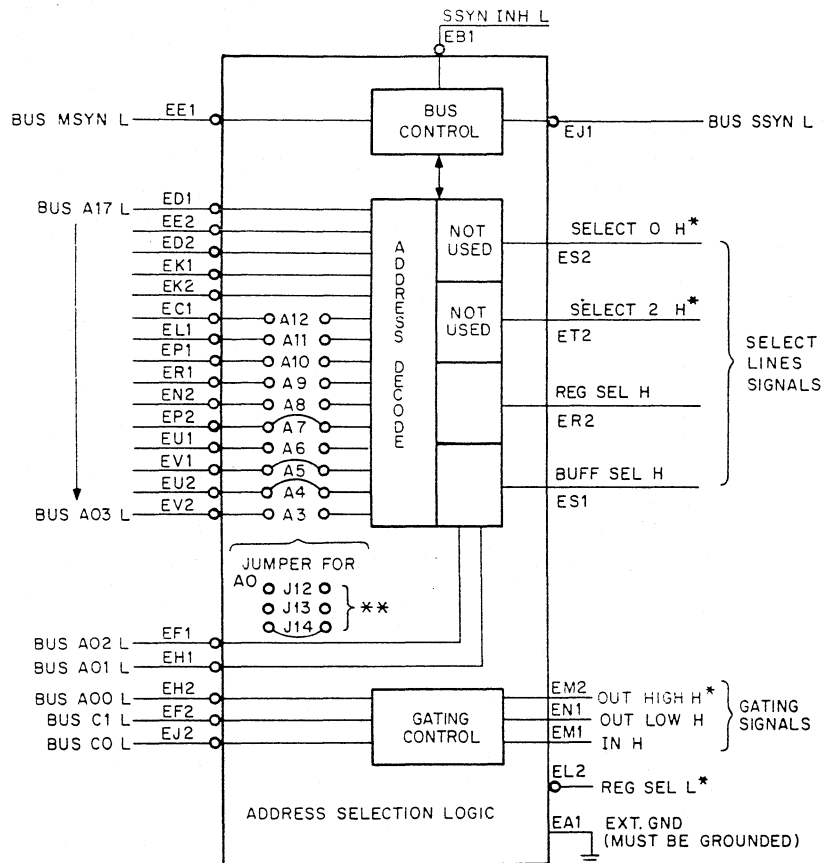 SSYN INH L
EB1
BUS MSYN L
EE1
BUS
CONTROL
EJ1
BUS SSYN L
BUS A17 L
ED1
EE2
ED2
EK1
EK2
EC1
A12
EL1
A11
EP1
A10
ER1
A9
EN2
A8
EP2
A7
EU1
A6
EV1
A5
EU2
A4
BUS A03 L
EV2
A3
ADDRESS DECODE
NOT
USED
SELECT 0 H*
ES2
NOT
USED
SELECT 2 H*
ET2
REG SEL H
ER2
BUFF SEL H
ES1
SELECT
LINES
SIGNALS
JUMPER FOR
A0
J12
J13
J14
**
BUS A02 L
EF1
BUS A01 L
EH1
BUS A00 L
EH2
BUS C1 L
EF2
BUS C0 L
EJ2
GATING
CONTROL
EM2
OUT HIGH H*
EN1
OUT LOW H
EM1
IN H
GATING
SIGNALS
EL2
REG SEL L*
ADDRESS SELECTION LOGIC
EA1
EXT. GND
(MUST BE GROUNDED)